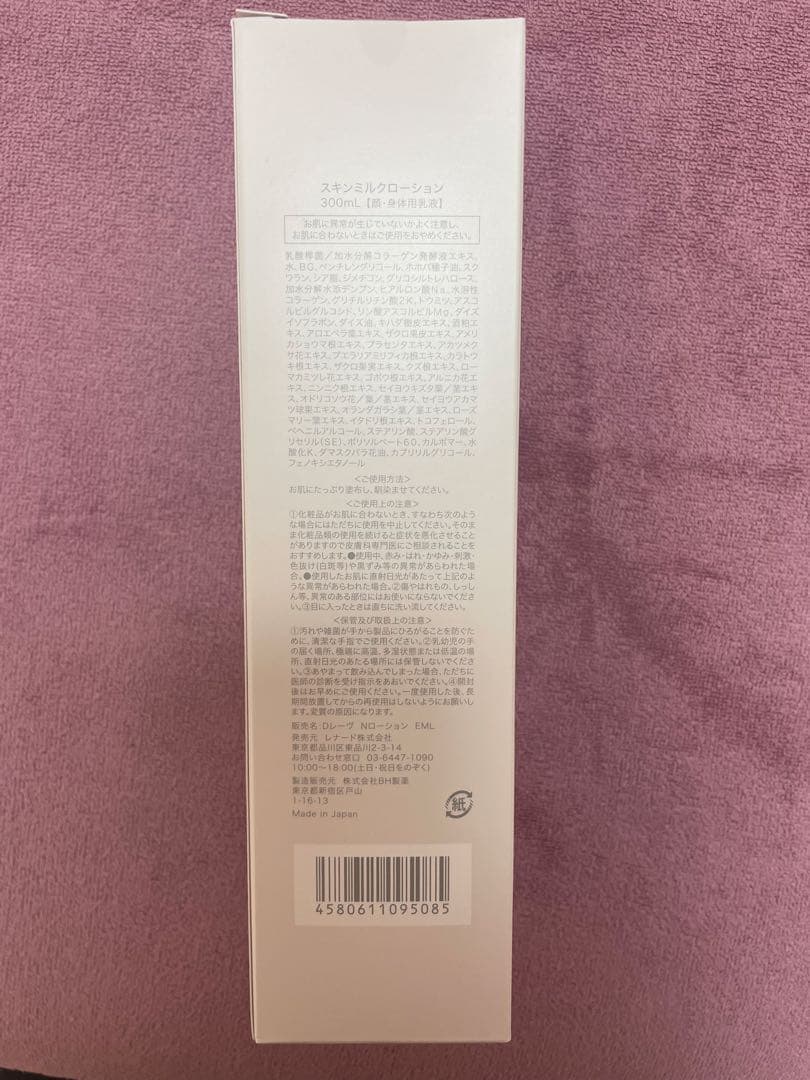 スキンミルクローション
300mL【顔・身体用乳液】
お肌に異常が生じていないかよく注意し、
お肌に合わないときはご使用をおやめください。
乳酸桿菌／加水分解コラーゲン発酵液エキス、
水、BG、ペンチレングリコール、ホホバ種子油、スク
ワラン、シア脂、ジメチコン、グリコシルトレハロース、
加水分解水添デンプン、ヒアルロン酸Na、水溶性
コラーゲン、グリチルリチン酸2K、トウミツ、アスコ
ルビルグルコシド、リン酸アスコルビルMg、ダイズ
イソフラボン、ダイズ油、キハダ樹皮エキス、酒粕エ
キス、アロエベラ葉エキス、ザクロ果皮エキス、アメリ
カショウマ根エキス、プラセンタエキス、アカツメク
サ花エキス、プエラリアミリフィカ根エキス、カラトウ
キ根エキス、ザクロ果実エキス、クズ根エキス、ロー
マカミツレ花エキス、ゴボウ根エキス、アルニカ花エ
キス、ニンニク根エキス、セイヨウキズタ葉／茎エキ
ス、オドリコソウ花／葉／茎エキス、セイヨウアカマ
ツ球果エキス、オランダガラシ葉／茎エキス、ローズ
マリー葉エキス、イタドリ根エキス、トコフェロール、
ベヘニルアルコール、ステアリン酸、ステアリン酸グ
リセリル(SE)、ポリソルベート60、カルボマー、水
酸化K、ダマスクバラ花油、カプリリルグリコール、
フェノキシエタノール
＜ご使用方法＞
お肌にたっぷり塗布し、馴染ませてください。
＜ご使用上の注意＞
①化粧品がお肌に合わないとき、すなわち次のよう
な場合にはただちに使用を中止してください。そのま
ま化粧品類の使用を続けると症状を悪化させること
がありますので皮膚科専門医にご相談されることを
おすすめします。●使用中、赤み・はれ・かゆみ・刺激・
色抜け(白斑等)や黒ずみ等の異常があらわれた場
合。●使用したお肌に直射日光があたって上記のよ
うな異常があらわれた場合。②傷やはれもの、しっし
ん等、異常のある部位にはお使いにならないでくださ
い。③目に入ったときは直ちに洗い流してください。
＜保管及び取扱上の注意＞
①汚れや雑菌が手から製品にひろがることを防ぐた
めに、清潔な手指でご使用ください。②乳幼児の手
の届く場所、極端に高温、多湿状態または低温の場
所、直射日光のあたる場所には保管しないでくださ
い。③あやまって飲み込んでしまった場合、ただちに
医師の診断を受け指示をあおいでください。④開封
後はお早めにご使用ください。一度使用した後、長
期間放置してからの再使用はしないようにお願いし
ます。変質の原因になります。
販売名：Dレーヴ Nローション EML
発売元 レナード株式会社
東京都品川区東品川2-3-14
お問い合わせ窓口 03-6447-1090
10:00〜18:00(土日・祝日をのぞく)
製造販売元 株式会社BH製薬
東京都新宿区戸山
1-16-13
Made in Japan
紙
4580611095085